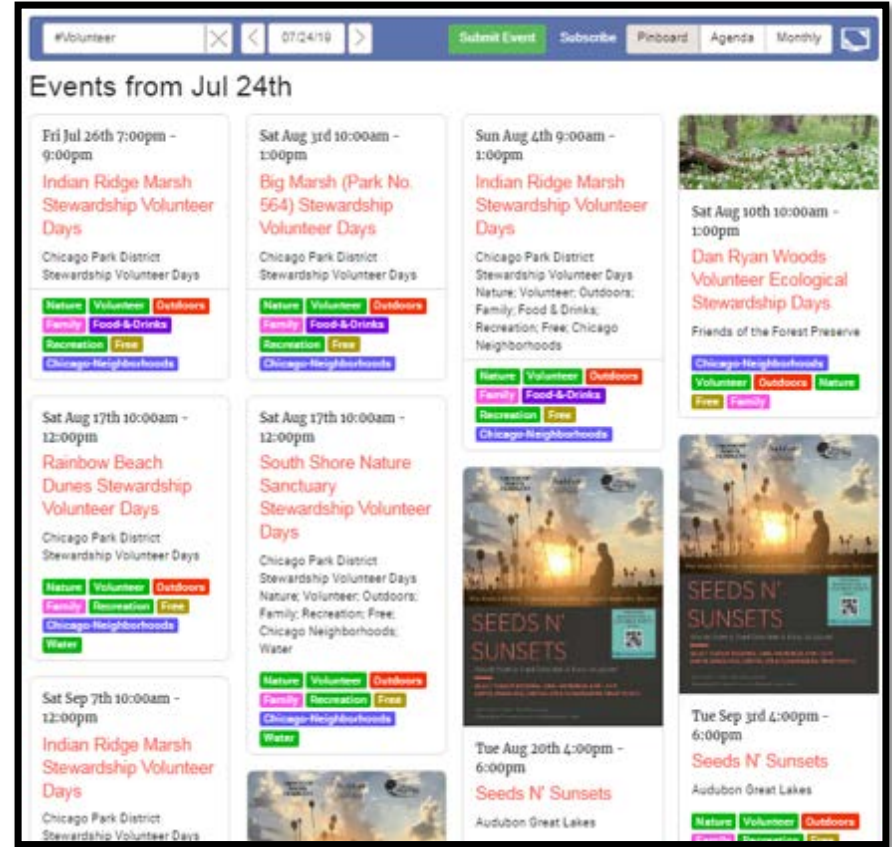 #Volunteer
07/24/19
Submit Event
Subscribe
Pinboard
Agenda
Monthly
Events from Jul 24th
Fri Jul 26th 7:00pm -
9:00pm
Indian Ridge Marsh
Stewardship Volunteer
Days
Chicago Park District
Stewardship Volunteer Days
Nature Volunteer Outdoors
Family Food-&-Drinks
Recreation Free
Chicago-Neighborhoods
Sat Aug 3rd 10:00am -
1:00pm
Big Marsh (Park No.
564) Stewardship
Volunteer Days
Chicago Park District
Stewardship Volunteer Days
Nature Volunteer Outdoors
Family Food-&-Drinks
Recreation Free
Chicago-Neighborhoods
Sun Aug 4th 9:00am -
1:00pm
Indian Ridge Marsh
Stewardship Volunteer
Days
Chicago Park District
Stewardship Volunteer Days
Nature; Volunteer; Outdoors;
Family; Food & Drinks;
Recreation; Free; Chicago
Neighborhoods
Nature Volunteer Outdoors
Family Food-&-Drinks
Recreation Free
Chicago-Neighborhoods
Sat Aug 10th 10:00am -
1:00pm
Dan Ryan Woods
Volunteer Ecological
Stewardship Days
Friends of the Forest Preserve
Chicago-Neighborhoods
Volunteer Outdoors Nature
Free Family
Sat Aug 17th 10:00am -
12:00pm
Rainbow Beach
Dunes Stewardship
Volunteer Days
Chicago Park District
Stewardship Volunteer Days
Nature Volunteer Outdoors
Family Recreation Free
Chicago-Neighborhoods
Water
Sat Aug 17th 10:00am -
12:00pm
South Shore Nature
Sanctuary
Stewardship Volunteer
Days
Chicago Park District
Stewardship Volunteer Days
Nature; Volunteer; Outdoors;
Family; Recreation; Free;
Chicago Neighborhoods;
Water
Nature Volunteer Outdoors
Family Recreation Free
Chicago-Neighborhoods
Water
SEEDS N'
SUNSETS
Tue Aug 20th 4:00pm -
6:00pm
Seeds N' Sunsets
Audubon Great Lakes
SEEDS N'
SUNSETS
Tue Sep 3rd 4:00pm -
6:00pm
Seeds N' Sunsets
Audubon Great Lakes
Nature Volunteer Outdoors
Family Recreation Free
Sat Sep 7th 10:00am -
12:00pm
Indian Ridge Marsh
Stewardship Volunteer
Days
Chicago Park District
Stewardship Volunteer Days